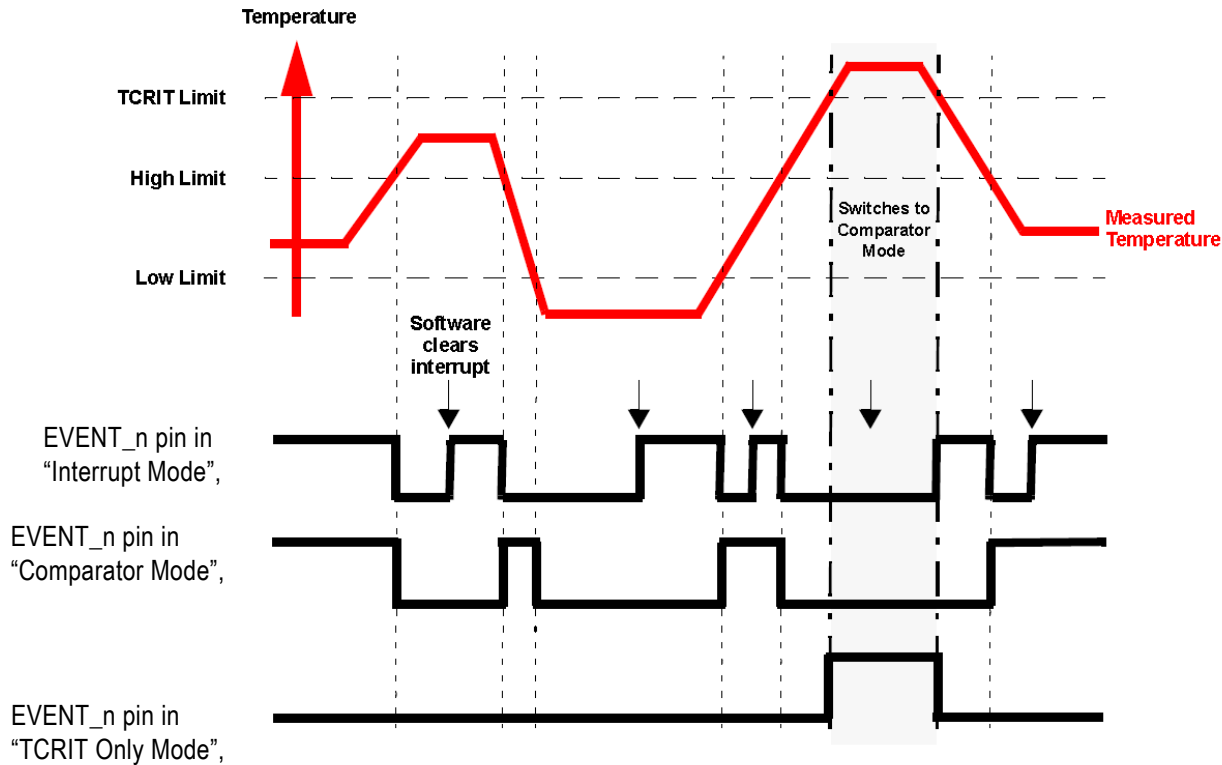 Temperature
TCRIT Limit
High Limit
Low Limit
Switches to
Comparator
Mode
Measured
Temperature
Software
clears
interrupt
EVENT_n pin in
“Interrupt Mode”,
EVENT_n pin in
“Comparator Mode”,
EVENT_n pin in
“TCRIT Only Mode”,